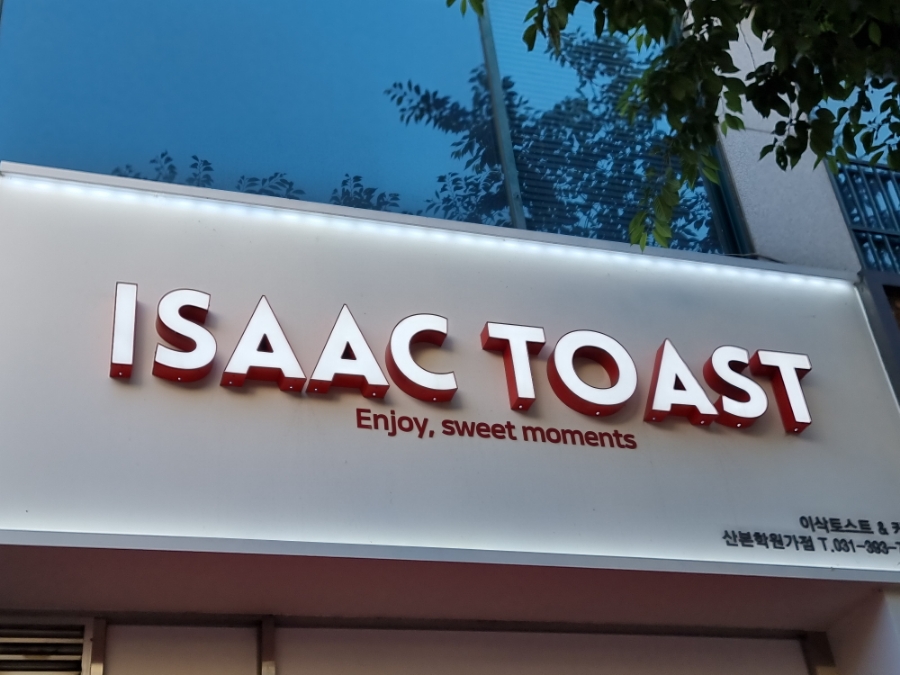 ISAAC TOAST
Enjoy, sweet moments
이삭토스트 &
산본학원가점 T.031-393-